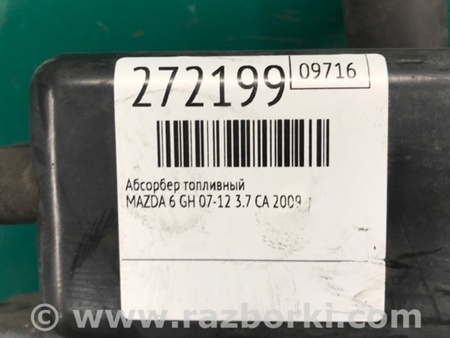 272199
09716
Абсорбер топливный
MAZDA 6 GH 07-12 3.7 CA 2009
© www.razborki.com